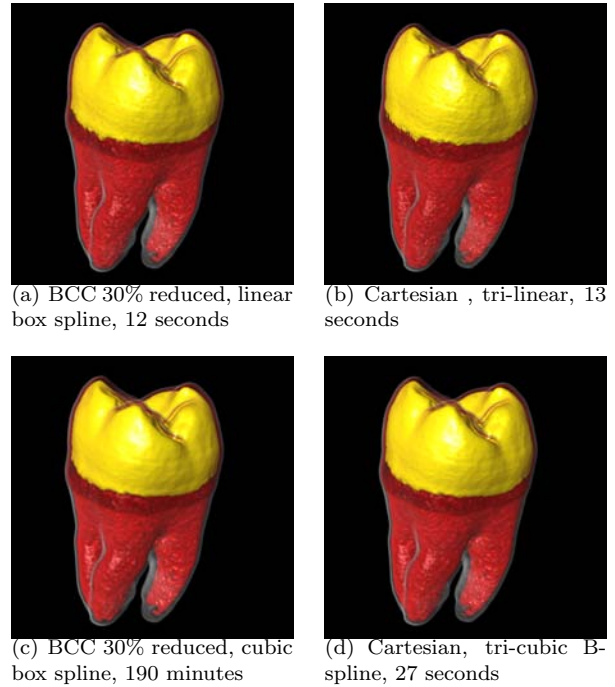 (a) BCC 30% reduced, linear
box spline, 12 seconds
(b) Cartesian , tri-linear, 13
seconds
(c) BCC 30% reduced, cubic
box spline, 190 minutes
(d) Cartesian, tri-cubic B-
spline, 27 seconds